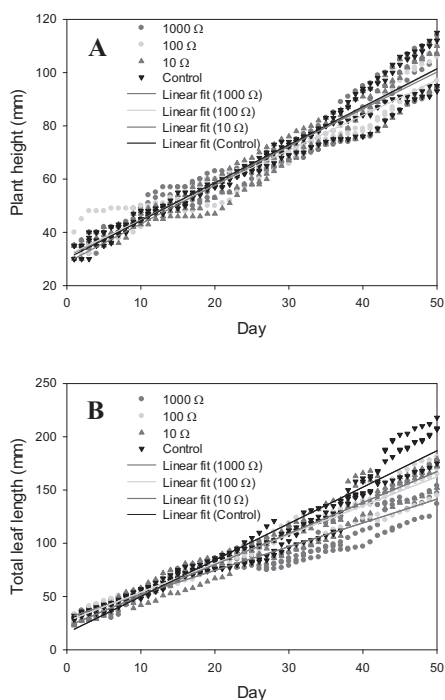 120
100
80
60
40
20
Plant height (mm)
A
1000 Ω
100 Ω
10 Ω
Control
Linear fit (1000 Ω)
Linear fit (100 Ω)
Linear fit (10 Ω)
Linear fit (Control)
0 10 20 30 40 50
Day
250
200
150
100
50
0
Total leaf length (mm)
B
1000 Ω
100 Ω
10 Ω
Control
Linear fit (1000 Ω)
Linear fit (100 Ω)
Linear fit (10 Ω)
Linear fit (Control)
0 10 20 30 40 50
Day